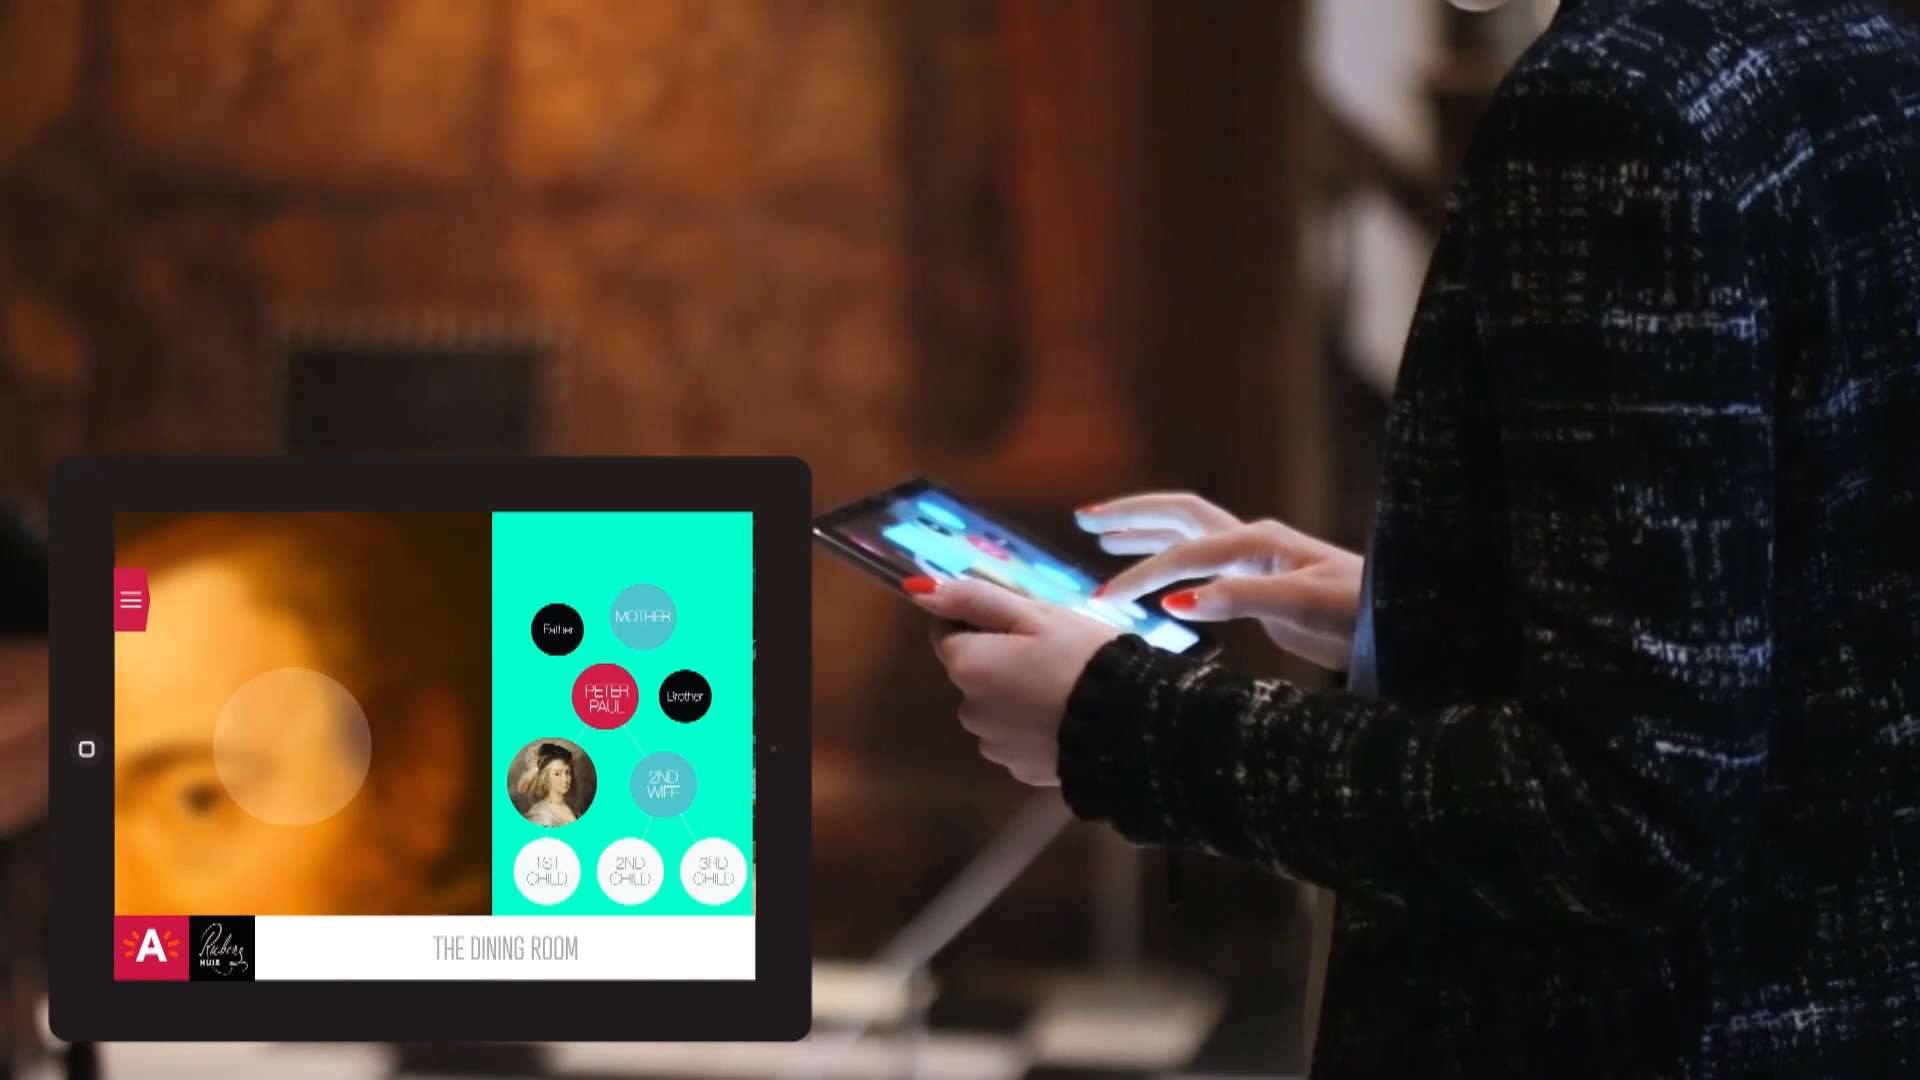 Father
MOTHER
PETER
PAUL
Brother
2ND
WIFE
1ST
CHILD
2ND
CHILD
3RD
CHILD
A
Rubens
HUIS
THE DINING ROOM